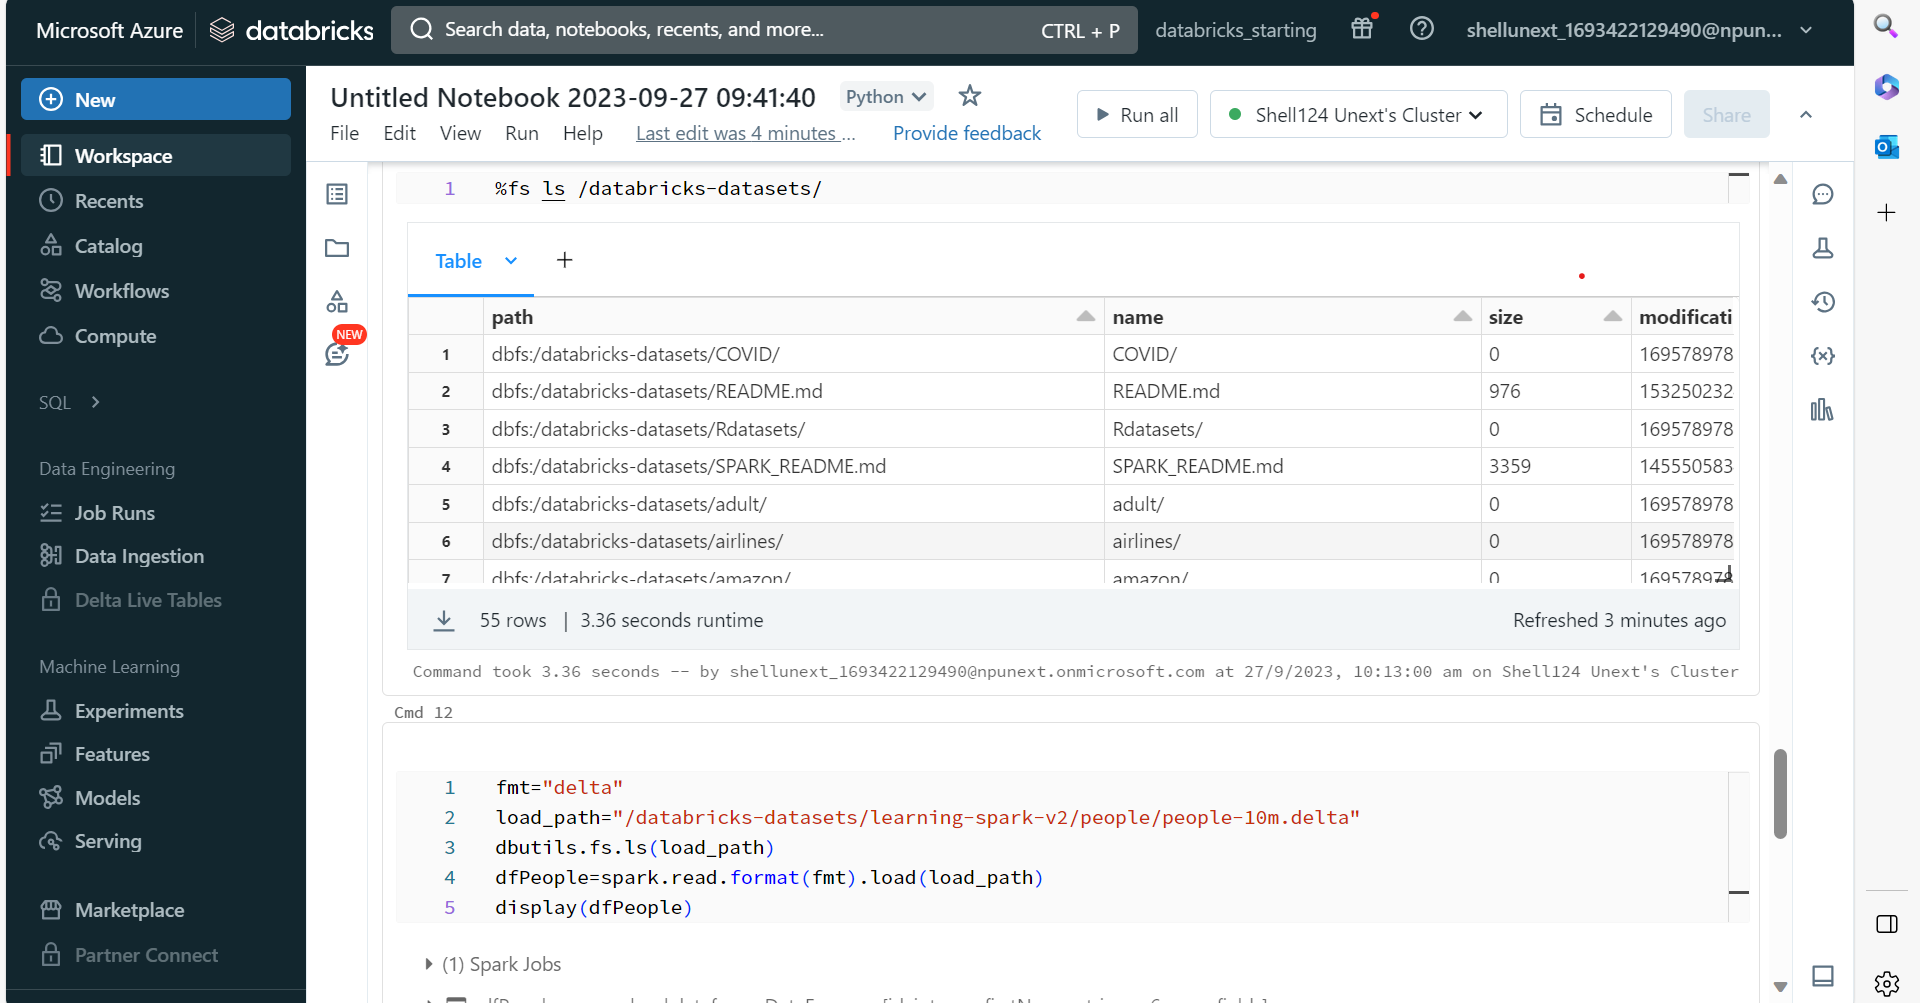 Microsoft Azure databricks Search data, notebooks, recents, and more... CTRL + P databricks_starting shellunext_1693422129490@npun...
New
Workspace
Recents
Catalog
Workflows
Compute
SQL
Data Engineering
Job Runs
Data Ingestion
Delta Live Tables
Machine Learning
Experiments
Features
Models
Serving
Marketplace
Partner Connect
Untitled Notebook 2023-09-27 09:41:40 Python
File Edit View Run Help Last edit was 4 minutes ... Provide feedback
Run all Shell124 Unext's Cluster Schedule Share
NEW
1 %fs ls /databricks-datasets/
Table +
path name size modificati
1 dbfs:/databricks-datasets/COVID/ COVID/ 0 169578978
2 dbfs:/databricks-datasets/README.md README.md 976 153250232
3 dbfs:/databricks-datasets/Rdatasets/ Rdatasets/ 0 169578978
4 dbfs:/databricks-datasets/SPARK_README.md SPARK_README.md 3359 145550583
5 dbfs:/databricks-datasets/adult/ adult/ 0 169578978
6 dbfs:/databricks-datasets/airlines/ airlines/ 0 169578978
7 dbfs:/databricks-datasets/amazon/ amazon/ 0 169578978
55 rows | 3.36 seconds runtime Refreshed 3 minutes ago
Command took 3.36 seconds -- by shellunext_1693422129490@npunext.onmicrosoft.com at 27/9/2023, 10:13:00 am on Shell124 Unext's Cluster
Cmd 12
1 fmt="delta"
2 load_path="/databricks-datasets/learning-spark-v2/people/people-10m.delta"
3 dbutils.fs.ls(load_path)
4 dfPeople=spark.read.format(fmt).load(load_path)
5 display(dfPeople)
(1) Spark Jobs